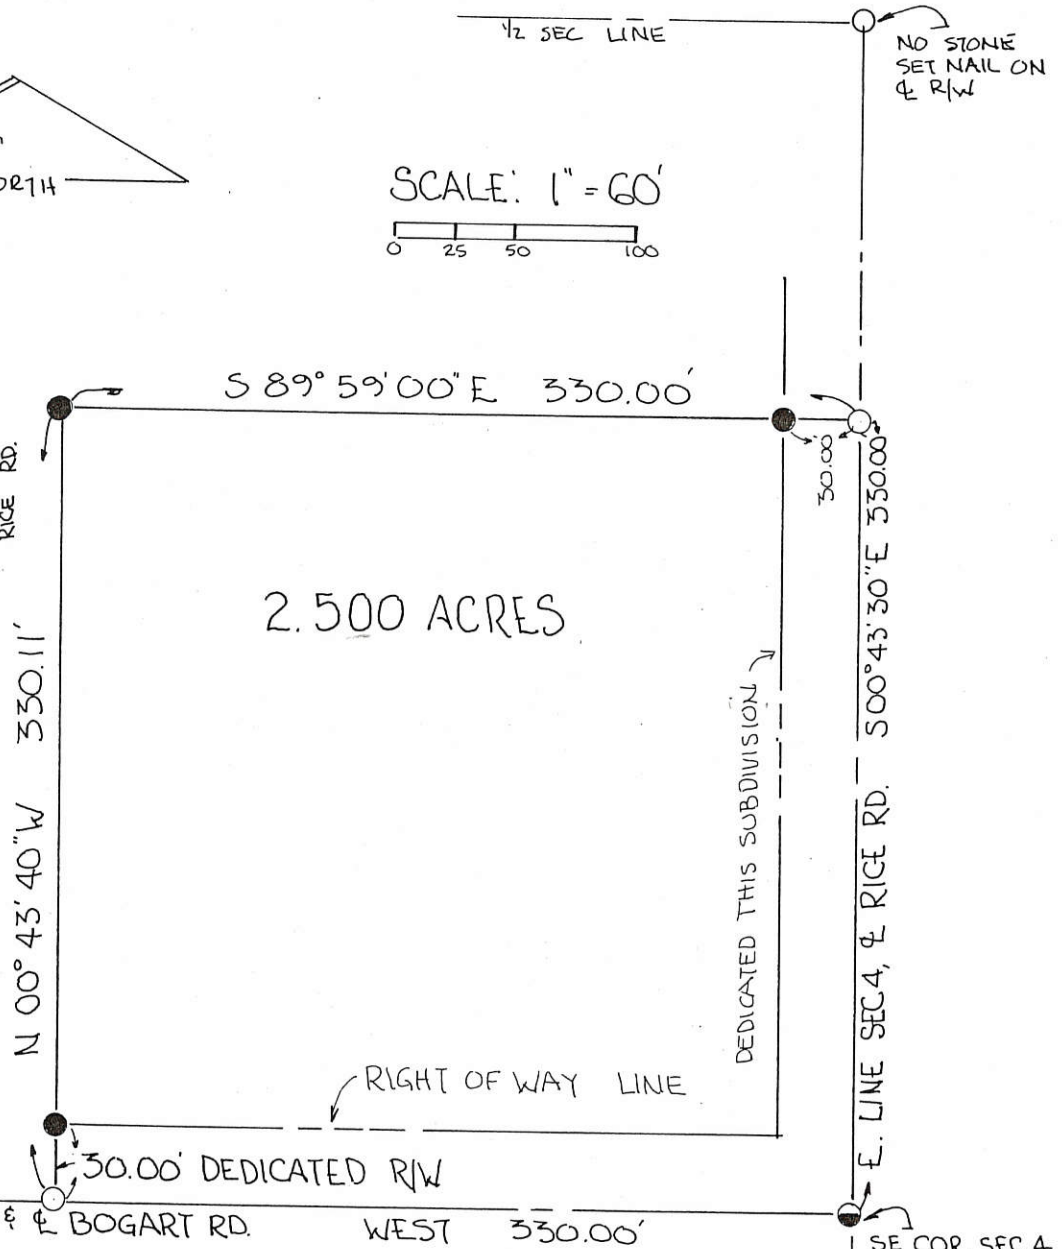 ½ SEC LINE
NO STONE
SET NAIL ON
℄ R/W
SCALE: 1" = 60'
0 25 50 100
S 89° 59' 00" E 330.00'
RICE RD.
30.00'
S 00° 43' 30" E 330.00'
2.500 ACRES
N 00° 43' 40" W 330.11'
DEDICATED THIS SUBDIVISION
E. LINE SEC 4, ℄ RICE RD.
RIGHT OF WAY LINE
30.00' DEDICATED R/W
& ℄ BOGART RD. WEST 330.00'
SE COR SEC 4